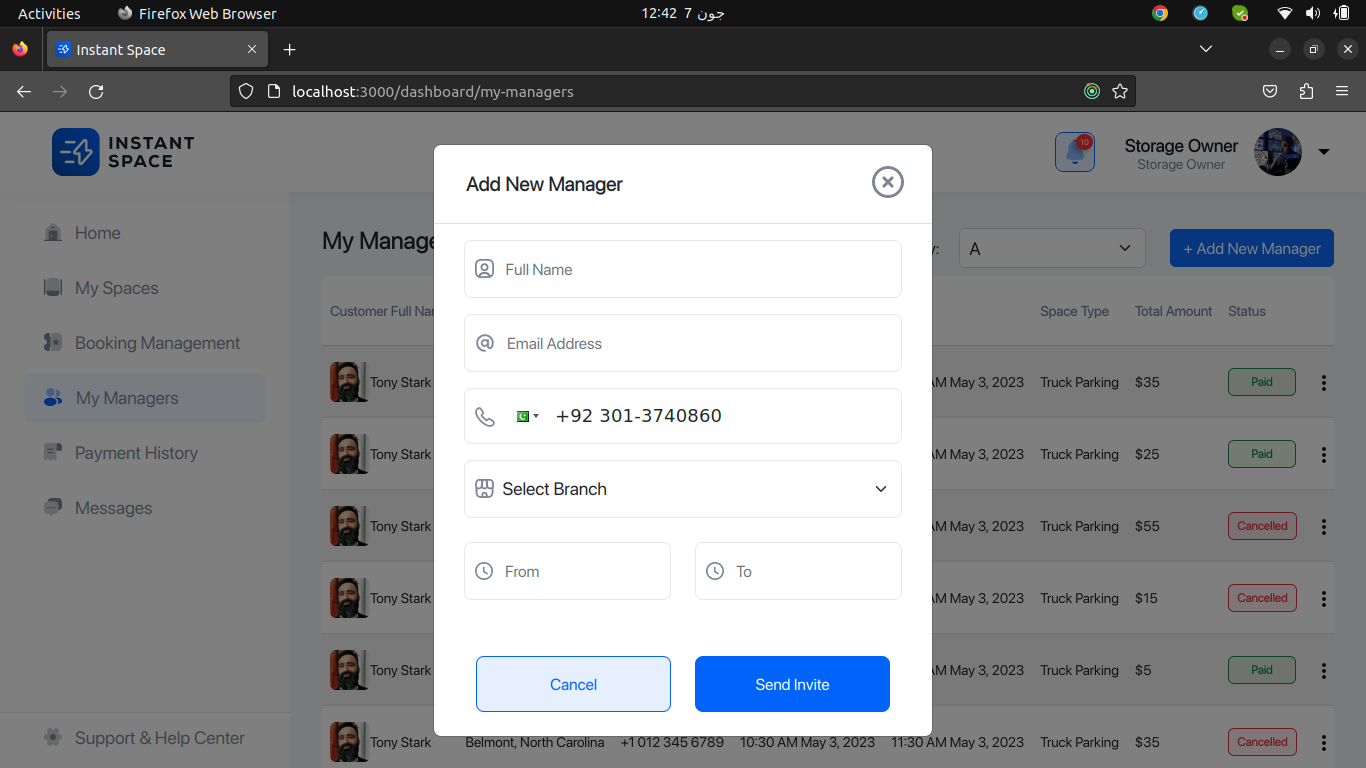 Activities
Firefox Web Browser
12:42 7 جون
Instant Space
localhost:3000/dashboard/my-managers
INSTANT
SPACE
10
Storage Owner
Storage Owner
Home
My Spaces
Booking Management
My Managers
Payment History
Messages
Support & Help Center
My Manage
y:
A
+ Add New Manager
Customer Full Nar
Space Type
Total Amount
Status
Tony Stark
AM May 3, 2023
Truck Parking
$35
Paid
Tony Stark
AM May 3, 2023
Truck Parking
$25
Paid
Tony Stark
AM May 3, 2023
Truck Parking
$55
Cancelled
Tony Stark
AM May 3, 2023
Truck Parking
$15
Cancelled
Tony Stark
AM May 3, 2023
Truck Parking
$5
Paid
Tony Stark
Belmont, North Carolina
+1 012 345 6789
10:30 AM May 3, 2023
11:30 AM May 3, 2023
Truck Parking
$35
Cancelled
Add New Manager
Full Name
Email Address
+92 301-3740860
Select Branch
From
To
Cancel
Send Invite